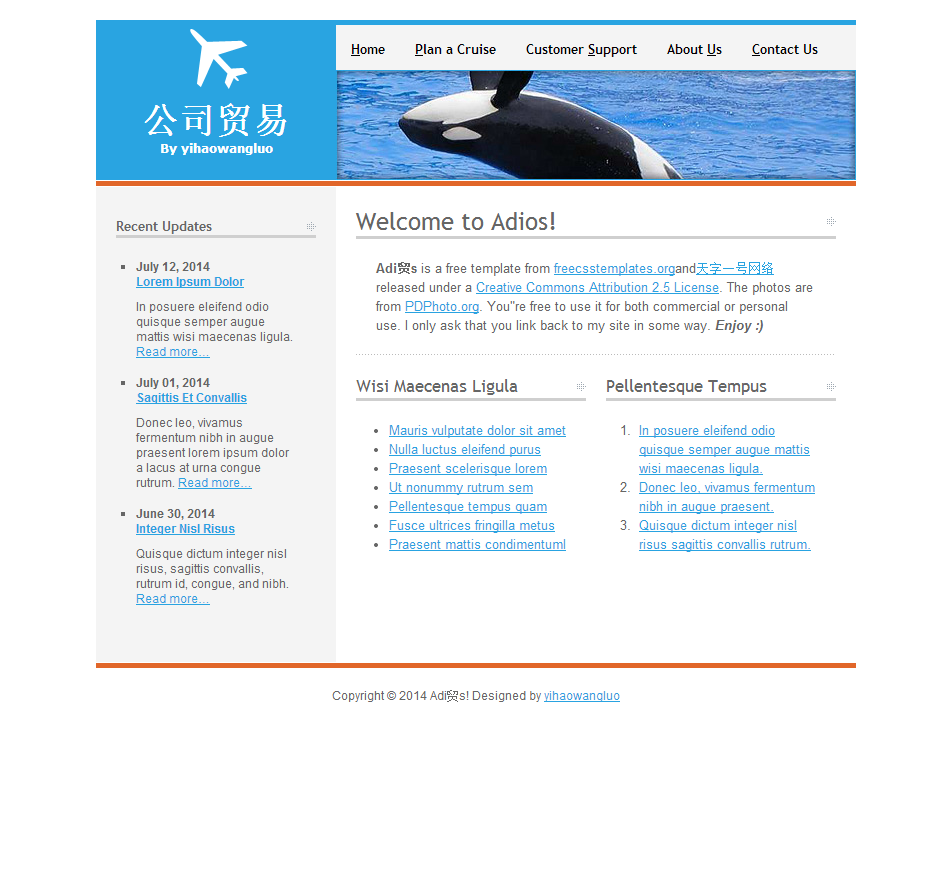 公司贸易
By yihaowangluo
Home Plan a Cruise Customer Support About Us Contact Us
Recent Updates
July 12, 2014
Lorem Ipsum Dolor
In posuere eleifend odio
quisque semper augue
mattis wisi maecenas ligula.
Read more...
July 01, 2014
Sagittis Et Convallis
Donec leo, vivamus
fermentum nibh in augue
praesent lorem ipsum dolor
a lacus at urna congue
rutrum. Read more...
June 30, 2014
Integer Nisl Risus
Quisque dictum integer nisl
risus, sagittis convallis,
rutrum id, congue, and nibh.
Read more...
Welcome to Adios!
Adi贸s is a free template from freecsstemplates.organd天字一号网络
released under a Creative Commons Attribution 2.5 License. The photos are
from PDPhoto.org. You"re free to use it for both commercial or personal
use. I only ask that you link back to my site in some way. Enjoy :)
Wisi Maecenas Ligula
Mauris vulputate dolor sit amet
Nulla luctus eleifend purus
Praesent scelerisque lorem
Ut nonummy rutrum sem
Pellentesque tempus quam
Fusce ultrices fringilla metus
Praesent mattis condimentuml
Pellentesque Tempus
1. In posuere eleifend odio
quisque semper augue mattis
wisi maecenas ligula.
2. Donec leo, vivamus fermentum
nibh in augue praesent.
3. Quisque dictum integer nisl
risus sagittis convallis rutrum.
Copyright © 2014 Adi贸s! Designed by yihaowangluo